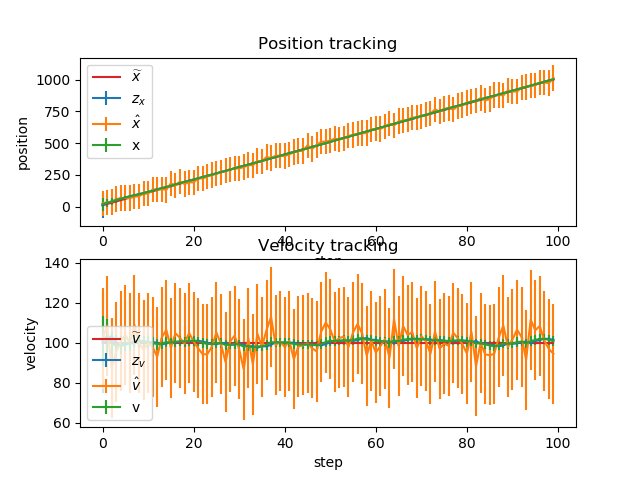 Position tracking
1000
750
500
250
0
position
x̃
z_x
x̂
x
0 20 40 60 80 100
step
Velocity tracking
140
120
100
80
60
velocity
ṽ
z_v
v̂
v
0 20 40 60 80 100
step